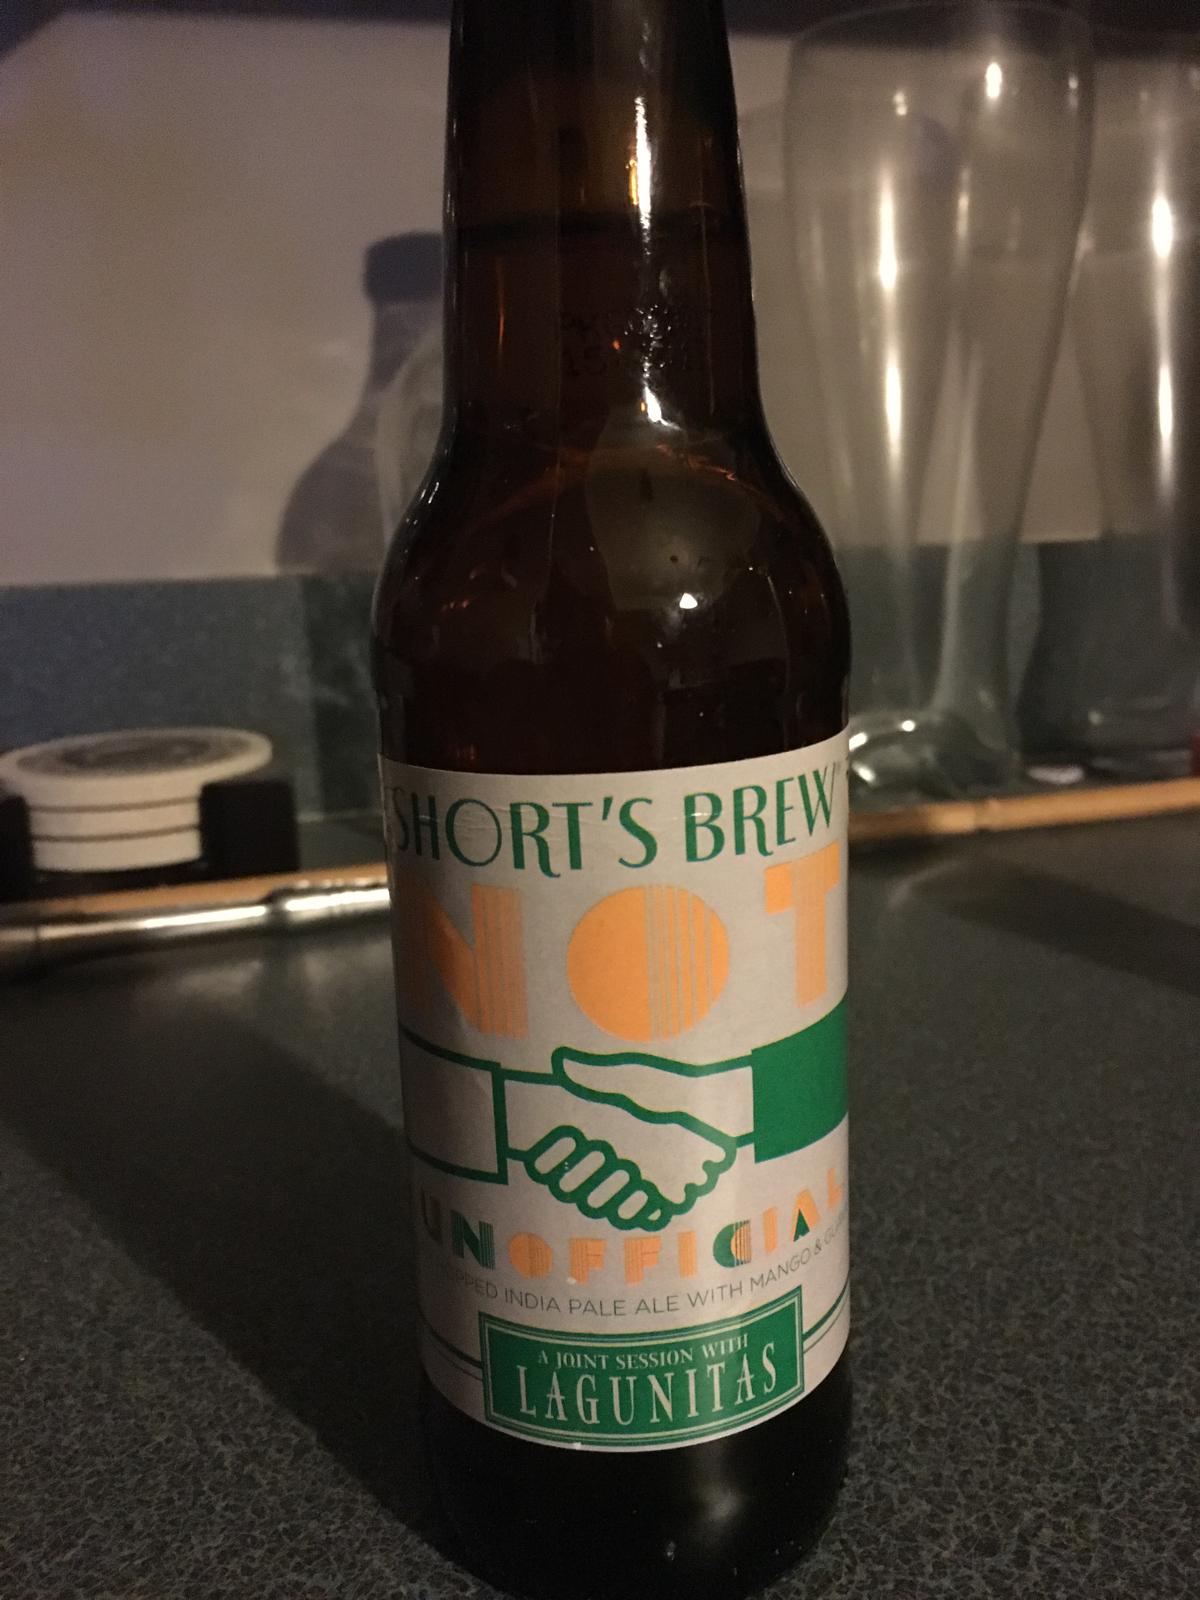 SHORT'S BREW
NOT
UNOFFICIAL
INDIA PALE ALE WITH MANGO &
A JOINT SESSION WITH
LAGUNITAS